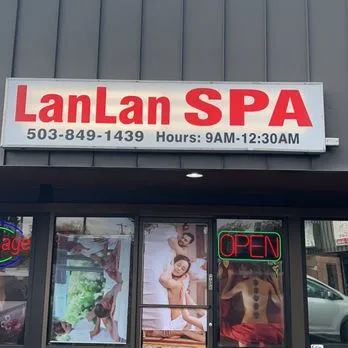 LanLan SPA
503-849-1439 Hours: 9AM-12:30AM
OPEN